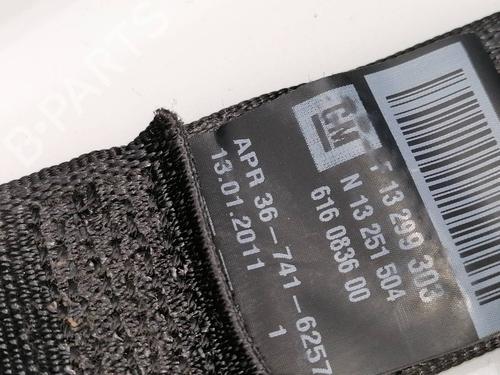 GM
T 13 299 303
N 13 251 504
616 0836 00
APR 36-741-6257
13.01.2011 1
B-PARTS